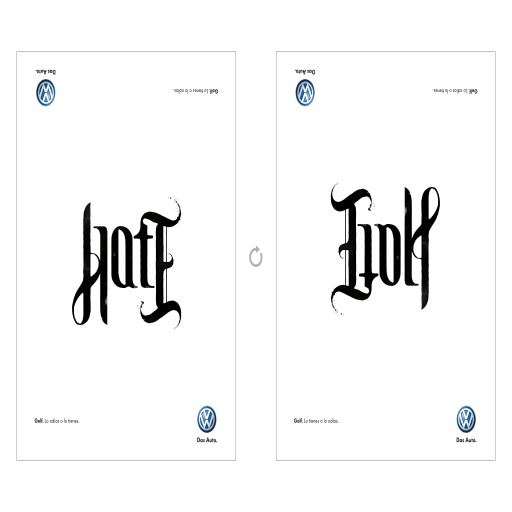 Das Auto.
Golf. Lo tienes o lo odias.
HatE
Golf. Lo odias o lo tienes.
Das Auto.
Das Auto.
Golf. Lo odias o lo tienes.
Golf. Lo tienes o lo odias.
Das Auto.